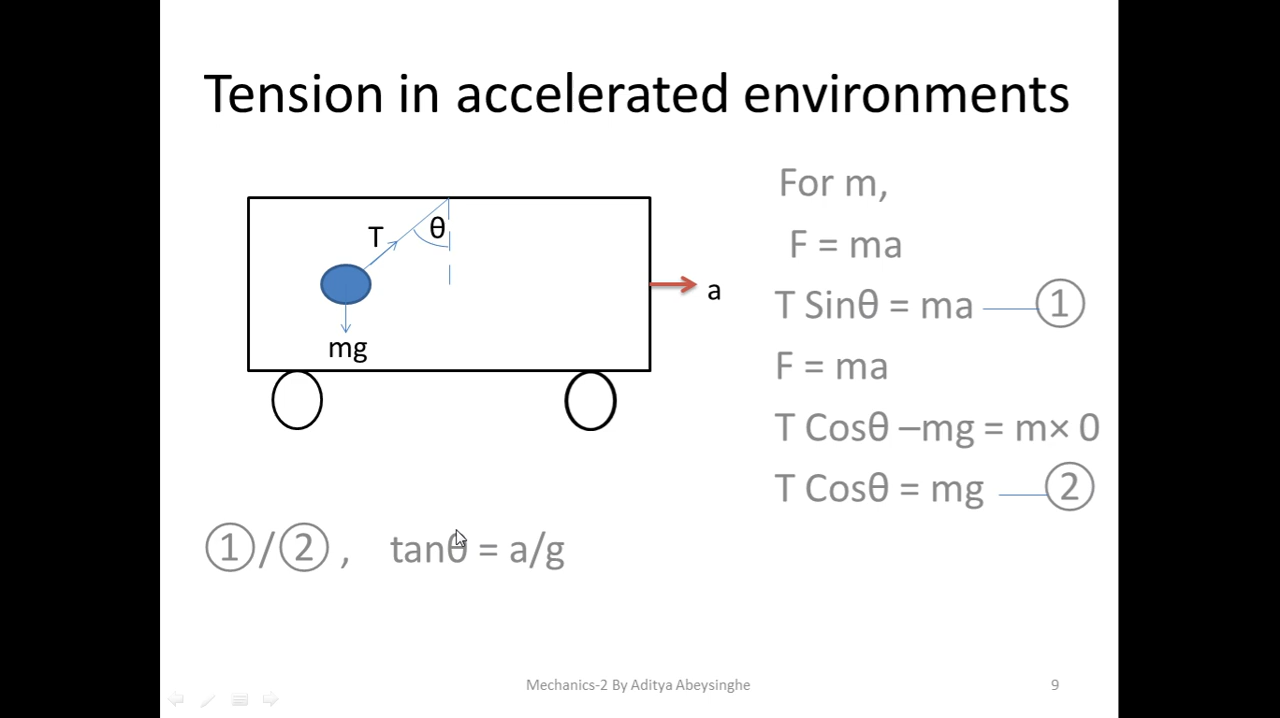 Tension in accelerated environments
T
θ
mg
a
For m,
F = ma
T Sinθ = ma ①
F = ma
T Cosθ –mg = m× 0
T Cosθ = mg ②
①/② , tanθ = a/g
Mechanics-2 By Aditya Abeysinghe
9